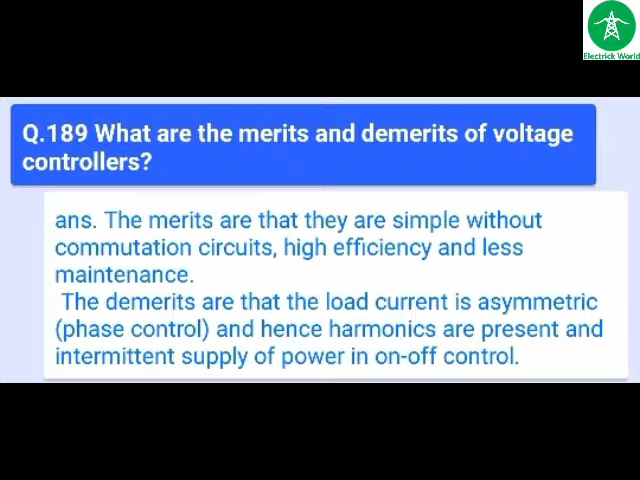 Electrick World
Q.189 What are the merits and demerits of voltage
controllers?
ans. The merits are that they are simple without
commutation circuits, high efficiency and less
maintenance.
The demerits are that the load current is asymmetric
(phase control) and hence harmonics are present and
intermittent supply of power in on-off control.